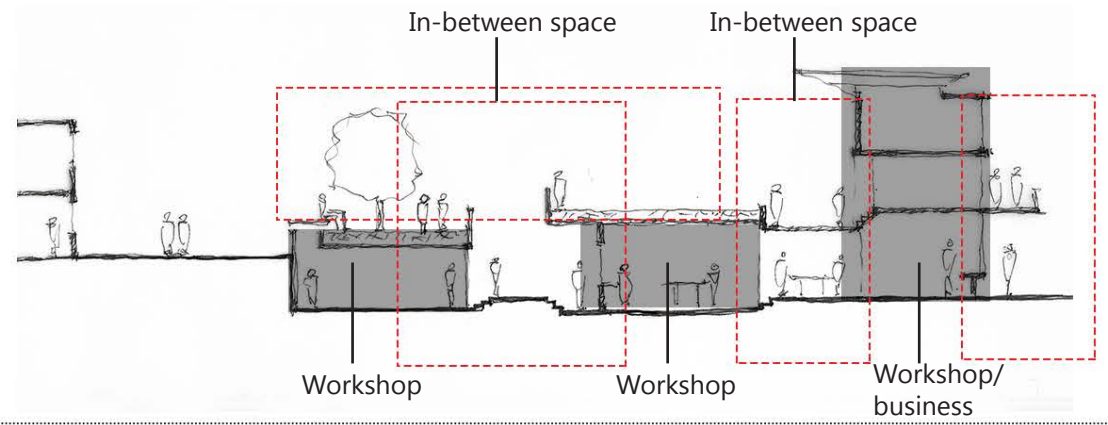 In-between space
In-between space
Workshop
Workshop
Workshop/
business